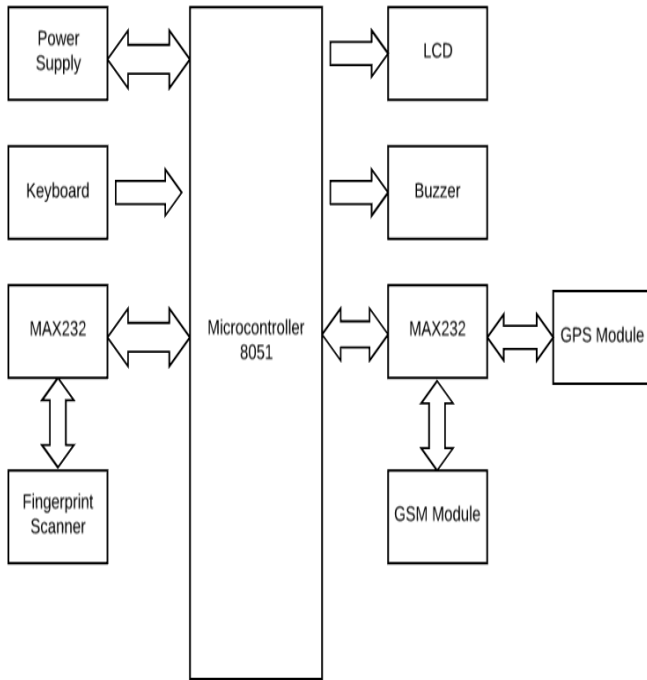 Power
Supply
LCD
Keyboard
Buzzer
MAX232
Microcontroller
8051
MAX232
GPS Module
Fingerprint
Scanner
GSM Module